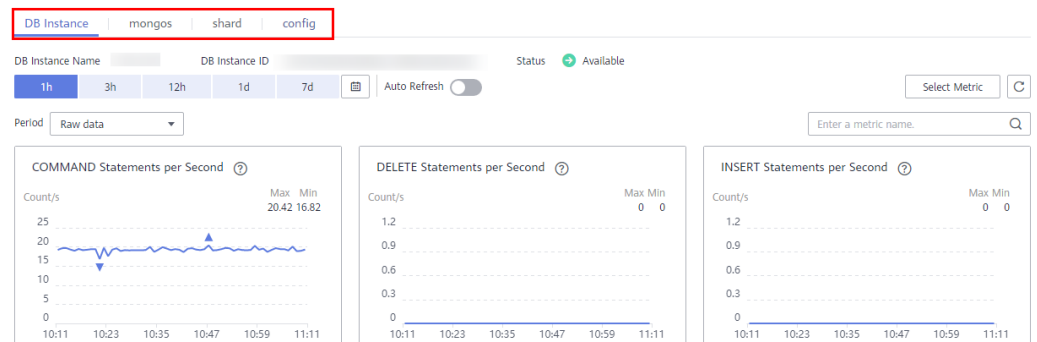 DB Instance mongos shard config
DB Instance Name DB Instance ID Status Available
1h 3h 12h 1d 7d Auto Refresh Select Metric
Period Raw data Enter a metric name.
COMMAND Statements per Second ?
Count/s Max Min
20.42 16.82
25
20
15
10
5
0
10:11 10:23 10:35 10:47 10:59 11:11
DELETE Statements per Second ?
Count/s Max Min
0 0
1.2
0.9
0.6
0.3
0
10:11 10:23 10:35 10:47 10:59 11:11
INSERT Statements per Second ?
Count/s Max Min
0 0
1.2
0.9
0.6
0.3
0
10:11 10:23 10:35 10:47 10:59 11:11